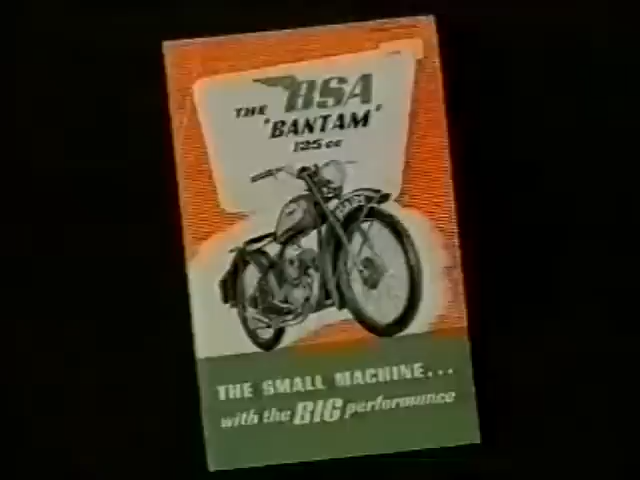 THE BSA
'BANTAM'
125 cc
THE SMALL MACHINE...
with the BIG performance